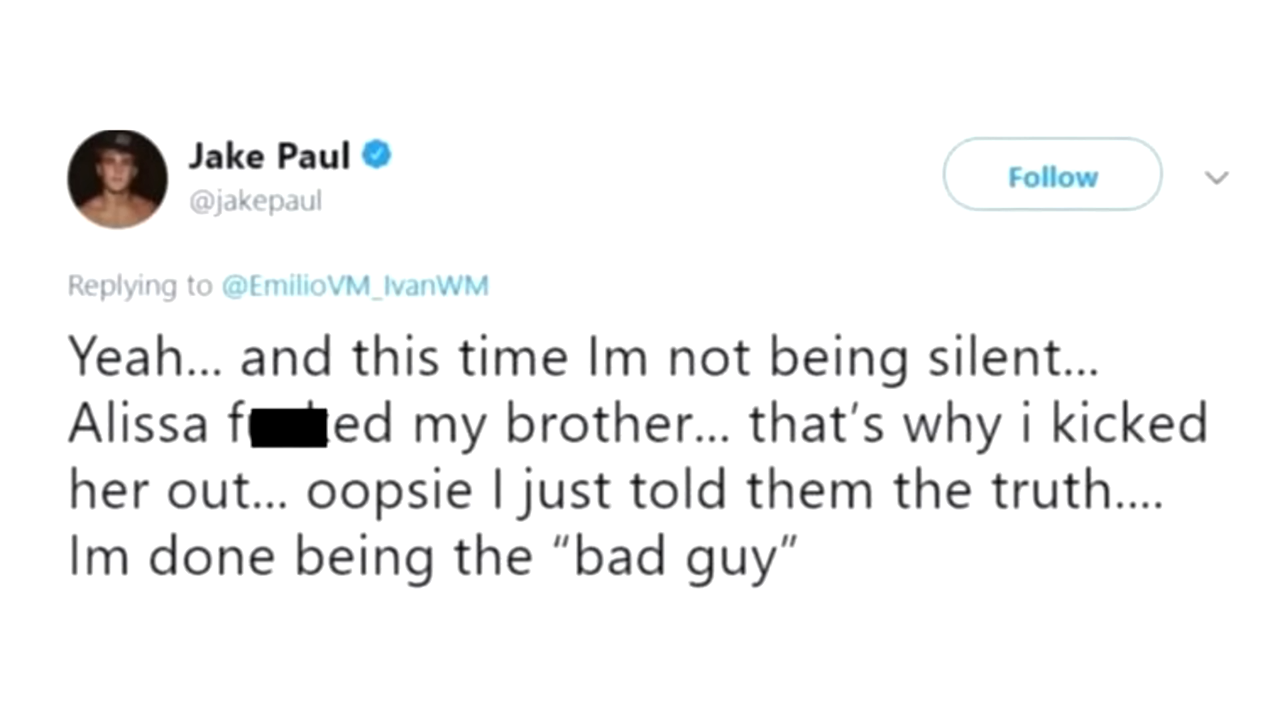 Jake Paul
@jakepaul
Follow
Replying to @EmilioVM_IvanWM
Yeah... and this time Im not being silent...
Alissa f ed my brother... that's why i kicked
her out... oopsie I just told them the truth....
Im done being the “bad guy”